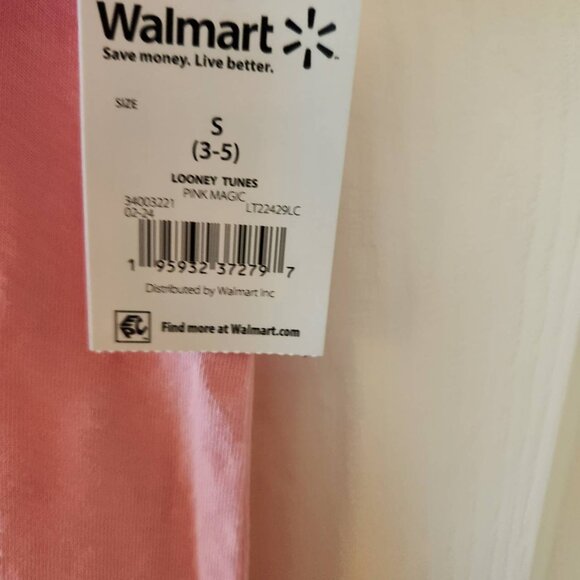 Walmart
Save money. Live better.
SIZE
S
(3-5)
LOONEY TUNES
PINK MAGIC
34003221
LT22429LC
02-24
1 95932 37279 7
Distributed by Walmart Inc
Find more at Walmart.com